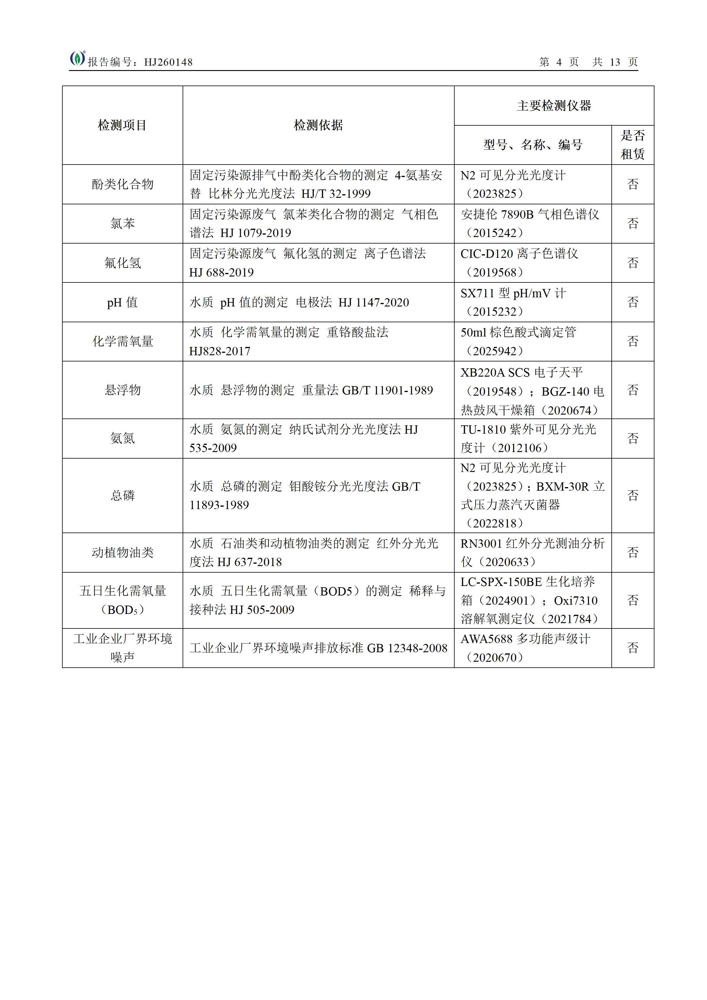 报告编号：HJ260148
第 4 页 共 13 页
检测项目
检测依据
主要检测仪器
型号、名称、编号
是否
租赁
酚类化合物
固定污染源排气中酚类化合物的测定 4-氨基安
替 比林分光光度法 HJ/T 32-1999
N2 可见分光光度计
（2023825）
否
氯苯
固定污染源废气 氯苯类化合物的测定 气相色
谱法 HJ 1079-2019
安捷伦 7890B 气相色谱仪
（2015242）
否
氟化氢
固定污染源废气 氟化氢的测定 离子色谱法
HJ 688-2019
CIC-D120 离子色谱仪
（2019568）
否
pH 值
水质 pH 值的测定 电极法 HJ 1147-2020
SX711 型 pH/mV 计
（2015232）
否
化学需氧量
水质 化学需氧量的测定 重铬酸盐法
HJ828-2017
50ml 棕色酸式滴定管
（2025942）
否
悬浮物
水质 悬浮物的测定 重量法 GB/T 11901-1989
XB220A SCS 电子天平
（2019548）；BGZ-140 电
热鼓风干燥箱（2020674）
否
氨氮
水质 氨氮的测定 纳氏试剂分光光度法 HJ
535-2009
TU-1810 紫外可见分光光
度计（2012106）
否
总磷
水质 总磷的测定 钼酸铵分光光度法 GB/T
11893-1989
N2 可见分光光度计
（2023825）；BXM-30R 立
式压力蒸汽灭菌器
（2022818）
否
动植物油类
水质 石油类和动植物油类的测定 红外分光光
度法 HJ 637-2018
RN3001 红外分光测油分析
仪（2020633）
否
五日生化需氧量
（BOD₅）
水质 五日生化需氧量（BOD5）的测定 稀释与
接种法 HJ 505-2009
LC-SPX-150BE 生化培养
箱（2024901）；Oxi7310
溶解氧测定仪（2021784）
否
工业企业厂界环境
噪声
工业企业厂界环境噪声排放标准 GB 12348-2008
AWA5688 多功能声级计
（2020670）
否